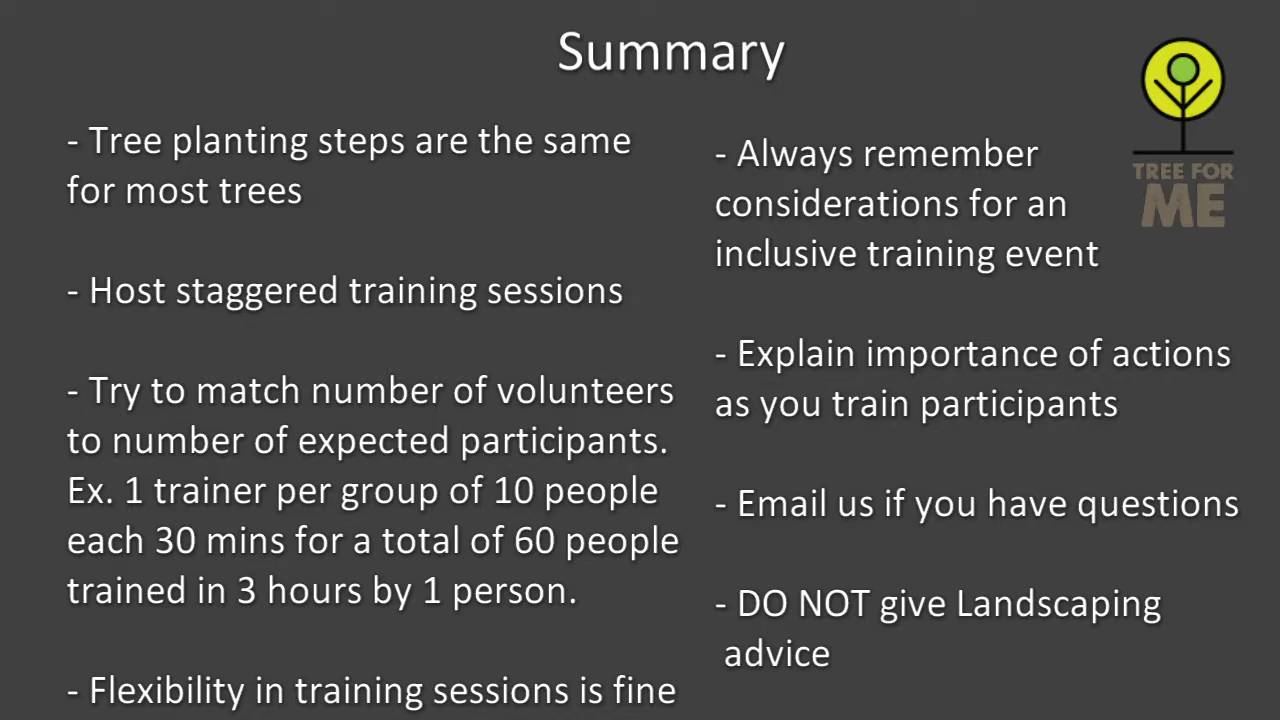 Summary
- Tree planting steps are the same
for most trees
- Host staggered training sessions
- Try to match number of volunteers
to number of expected participants.
Ex. 1 trainer per group of 10 people
each 30 mins for a total of 60 people
trained in 3 hours by 1 person.
- Flexibility in training sessions is fine
- Always remember
considerations for an
inclusive training event
- Explain importance of actions
as you train participants
- Email us if you have questions
- DO NOT give Landscaping
advice
TREE FOR
ME